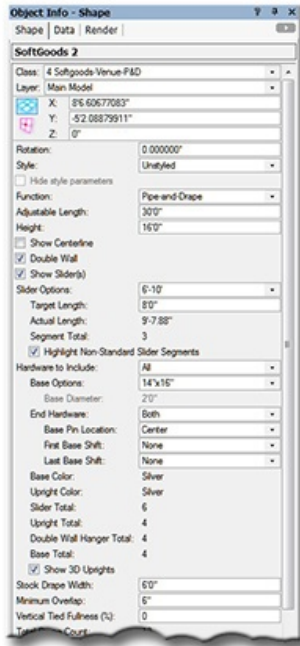 Object Info - Shape
Shape Data Render
SoftGoods 2
Class: 4 Softgoods-Venue-P&D
Layer: Main Model
X: 8'6.60677083"
Y: -52'2.08879911"
Z: 0"
Rotation: 0.000000°
Style: Unstyled
Hide style parameters
Function: Pipe-and-Drape
Adjustable Length: 30'0"
Height: 16'0"
Show Centerline
Double Wall
Show Slider(s)
Slider Options: 6'-10'
Target Length: 8'0"
Actual Length: 9'-7.88"
Segment Total: 3
Highlight Non-Standard Slider Segments
Hardware to Include: All
Base Options: 14"x16"
Base Diameter: 2'0"
End Hardware: Both
Base Pin Location: Center
First Base Shift: None
Last Base Shift: None
Base Color: Silver
Upright Color: Silver
Slider Total: 6
Upright Total: 4
Double Wall Hanger Total: 4
Base Total: 4
Show 3D Uprights
Stock Drape Width: 6'0"
Minimum Overlap: 6"
Vertical Tied Fullness (%): 0